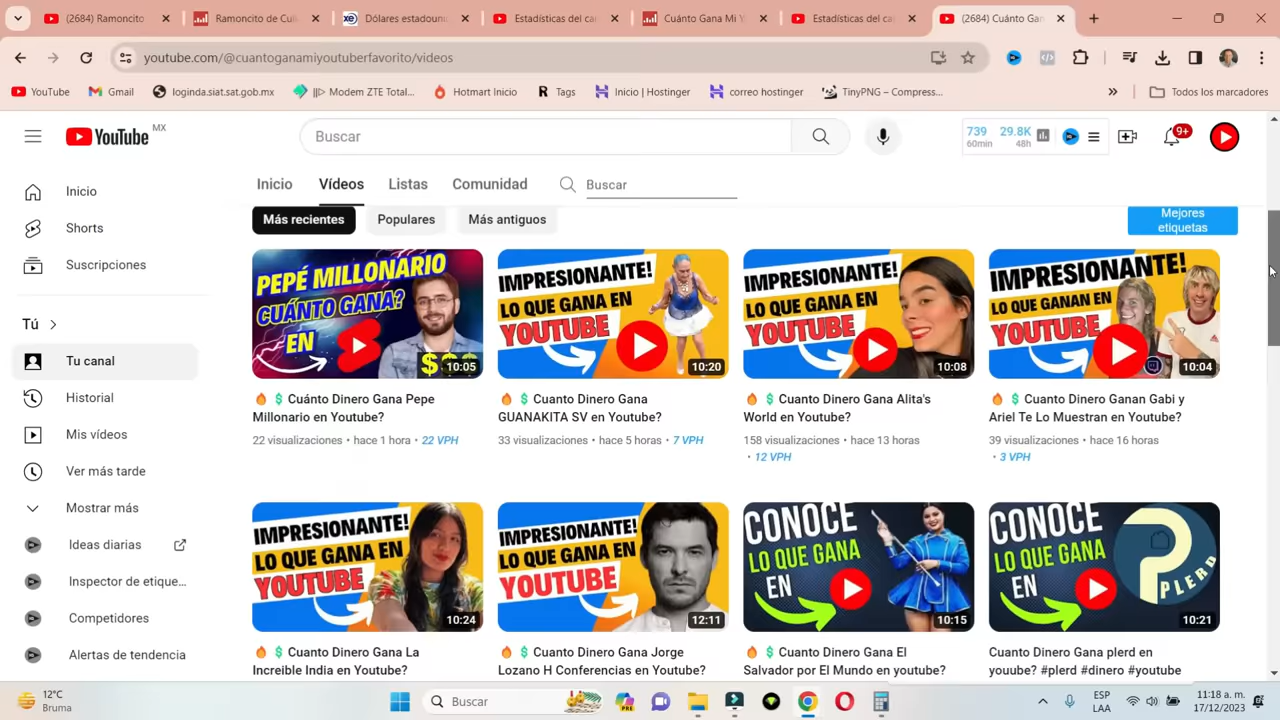 (2684) Ramoncito
Ramoncito de Culi
Dólares estadoun
Estadísticas del ca
Cuánto Gana Mi Y
Estadísticas del ca
(2684) Cuánto Gan
youtube.com/@cuantoganamiyoutuberfavorito/videos
YouTube
Gmail
loginda.siat.sat.gob.mx
||> Modem ZTE Total...
Hotmart Inicio
Tags
Inicio | Hostinger
correo hostinger
TinyPNG – Compress...
Todos los marcadores
YouTube MX
Buscar
739 29.8K
60min 48h
9+
Inicio
Vídeos
Listas
Comunidad
Buscar
Más recientes
Populares
Más antiguos
Mejores
etiquetas
Inicio
Shorts
Suscripciones
Tú
Tu canal
Historial
Mis vídeos
Ver más tarde
Mostrar más
Ideas diarias
Inspector de etique...
Competidores
Alertas de tendencia
PEPÉ MILLONARIO
CUÁNTO GANA?
EN
$$$
10:05
🔥 💲 Cuánto Dinero Gana Pepe
Millonario en Youtube?
22 visualizaciones • hace 1 hora • 22 VPH
IMPRESIONANTE!
LO QUE GANA EN
YOUTUBE
10:20
🔥 💲 Cuanto Dinero Gana
GUANAKITA SV en Youtube?
33 visualizaciones • hace 5 horas • 7 VPH
IMPRESIONANTE!
LO QUE GANA EN
YOUTUBE
10:08
🔥 💲 Cuanto Dinero Gana Alita's
World en Youtube?
158 visualizaciones • hace 13 horas
• 12 VPH
IMPRESIONANTE!
LO QUE GANAN EN
YOUTUBE
10:04
🔥 💲 Cuanto Dinero Ganan Gabi y
Ariel Te Lo Muestran en Youtube?
39 visualizaciones • hace 16 horas
• 3 VPH
IMPRESIONANTE!
LO QUE GANA EN
YOUTUBE
10:24
🔥 💲 Cuanto Dinero Gana La
Increible India en Youtube?
IMPRESIONANTE!
LO QUE GANA EN
YOUTUBE
12:11
🔥 💲 Cuanto Dinero Gana Jorge
Lozano H Conferencias en Youtube?
CONOCE
LO QUE GANA
EN
10:15
🔥 💲 Cuanto Dinero Gana El
Salvador por El Mundo en youtube?
CONOCE
LO QUE GANA
EN
PLERD
10:21
Cuanto Dinero Gana plerd en
yoube? #plerd #dinero #youtube
12°C
Bruma
Buscar
ESP
LAA
11:18 a. m.
17/12/2023